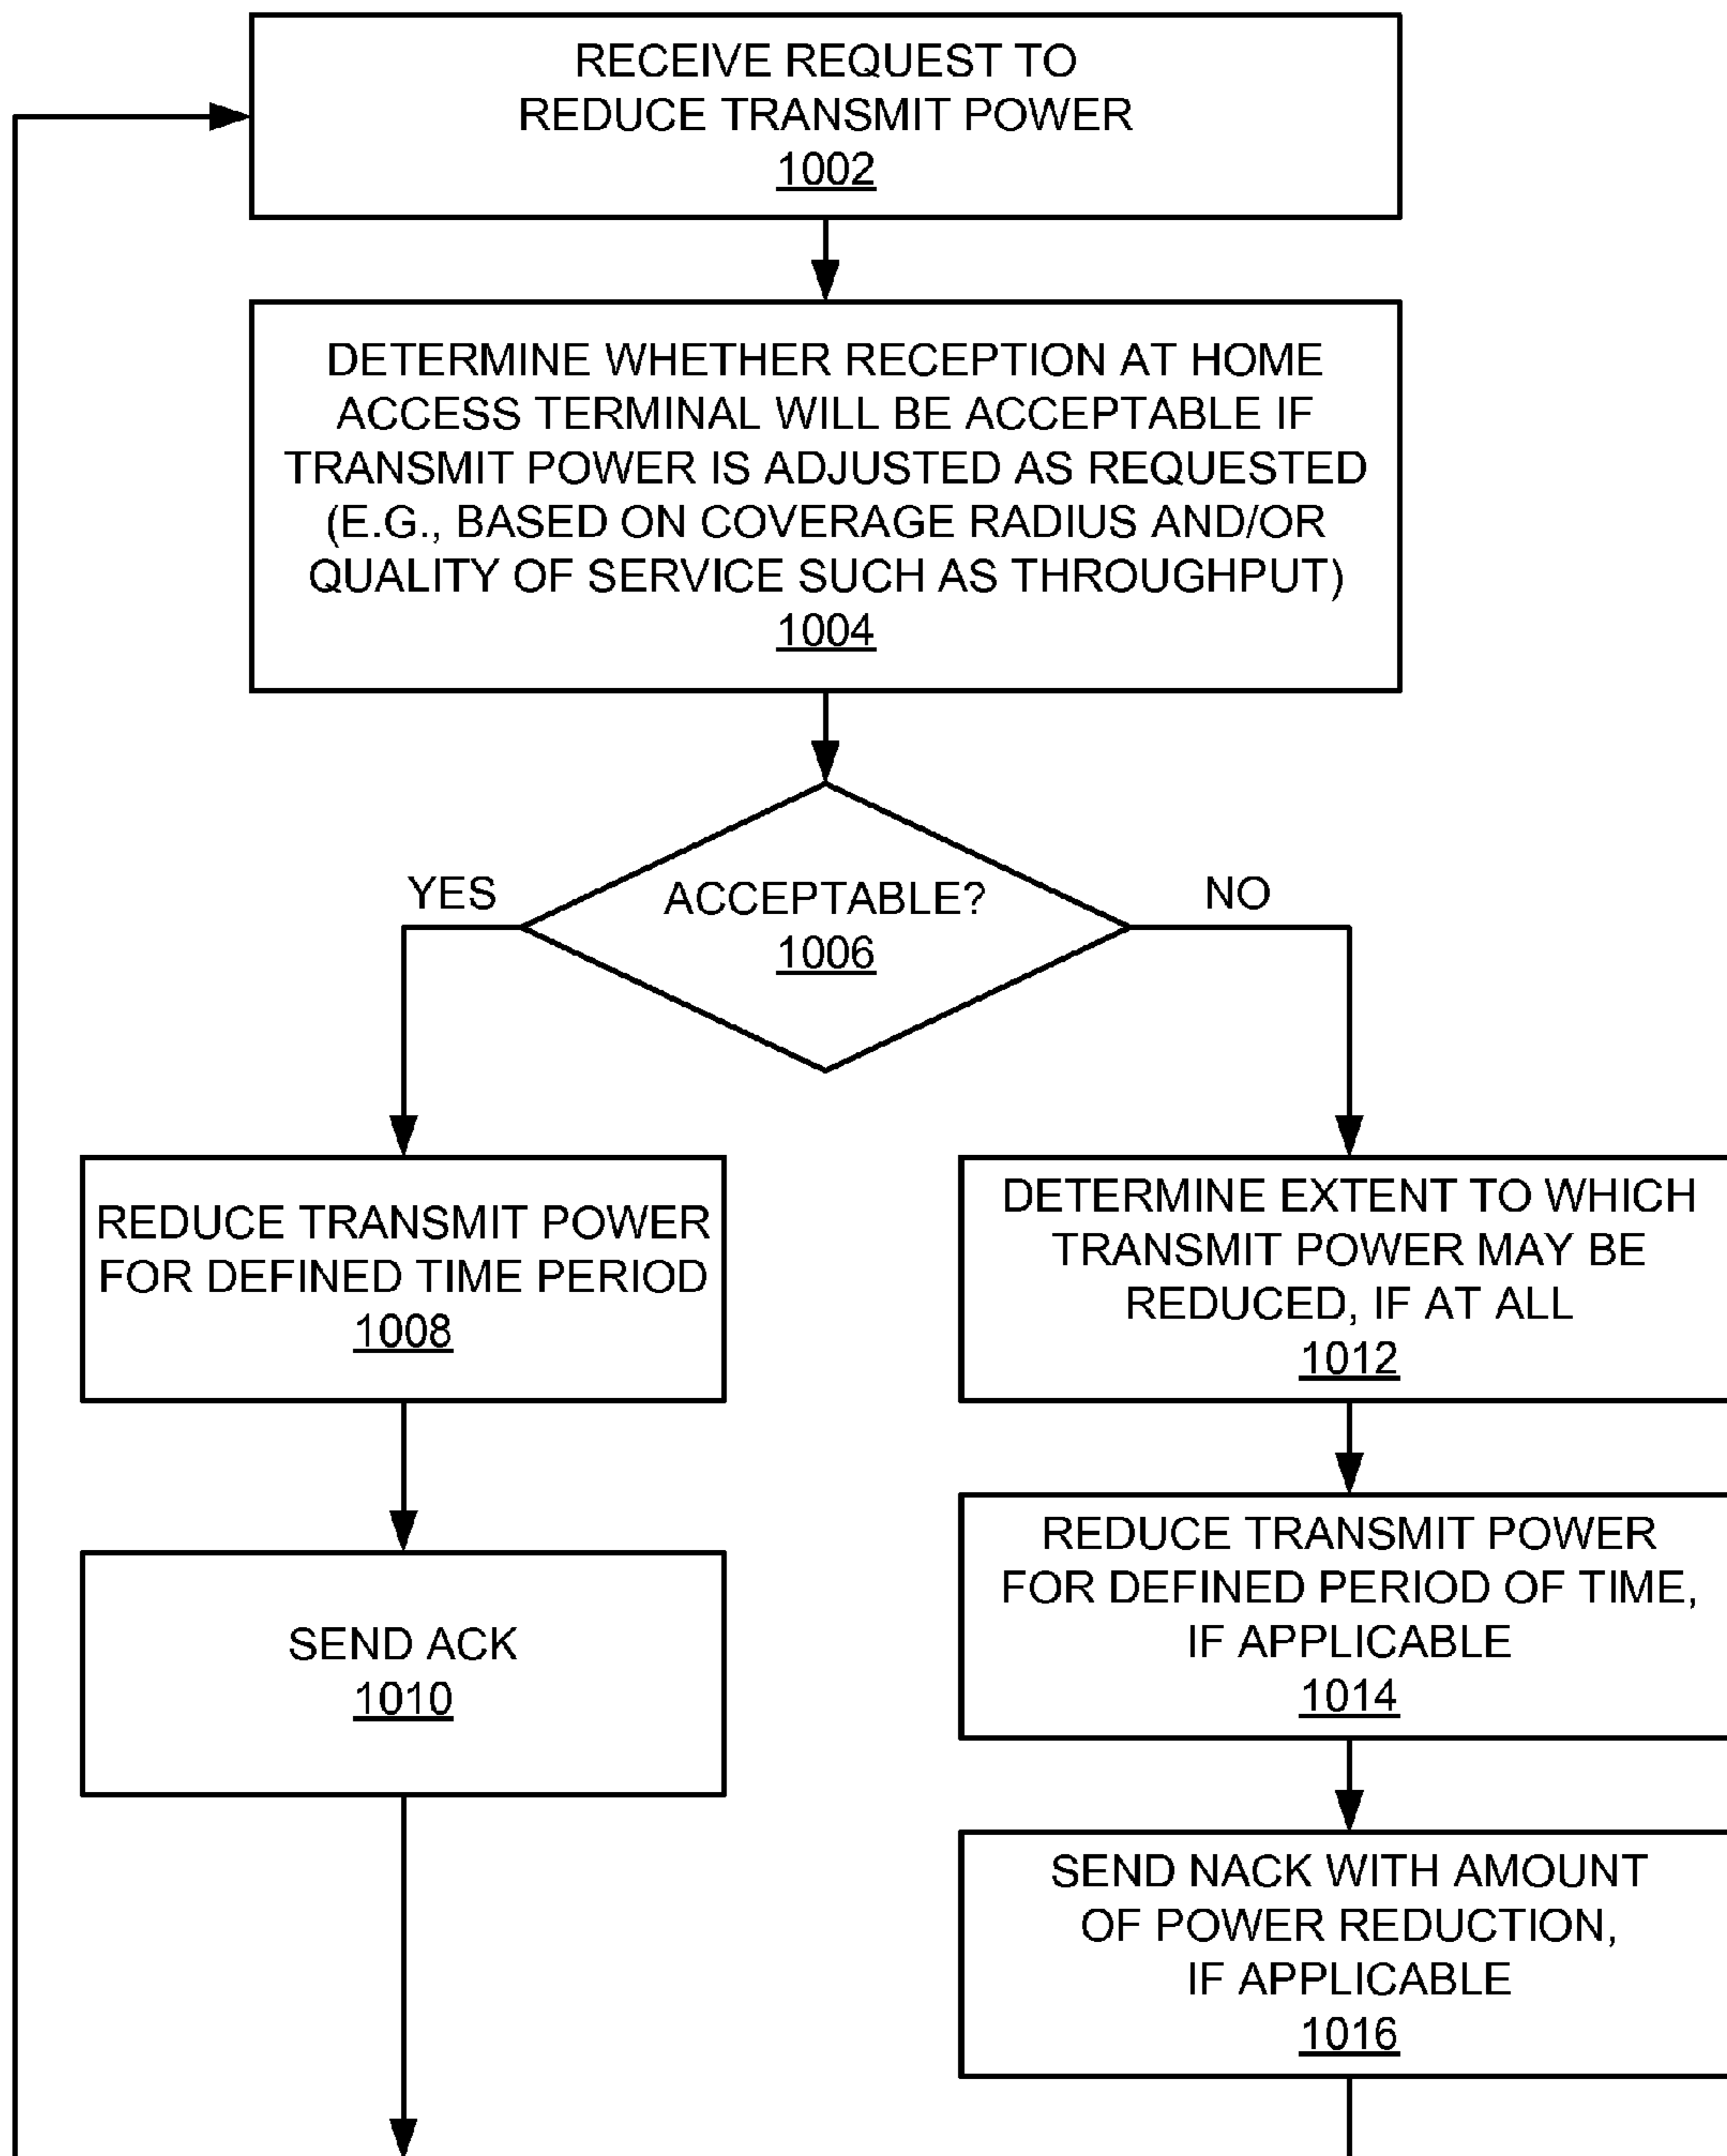 RECEIVE REQUEST TO
REDUCE TRANSMIT POWER
1002
DETERMINE WHETHER RECEPTION AT HOME
ACCESS TERMINAL WILL BE ACCEPTABLE IF
TRANSMIT POWER IS ADJUSTED AS REQUESTED
(E.G., BASED ON COVERAGE RADIUS AND/OR
QUALITY OF SERVICE SUCH AS THROUGHPUT)
1004
YES
ACCEPTABLE?
1006
NO
REDUCE TRANSMIT POWER
FOR DEFINED TIME PERIOD
1008
SEND ACK
1010
DETERMINE EXTENT TO WHICH
TRANSMIT POWER MAY BE
REDUCED, IF AT ALL
1012
REDUCE TRANSMIT POWER
FOR DEFINED PERIOD OF TIME,
IF APPLICABLE
1014
SEND NACK WITH AMOUNT
OF POWER REDUCTION,
IF APPLICABLE
1016